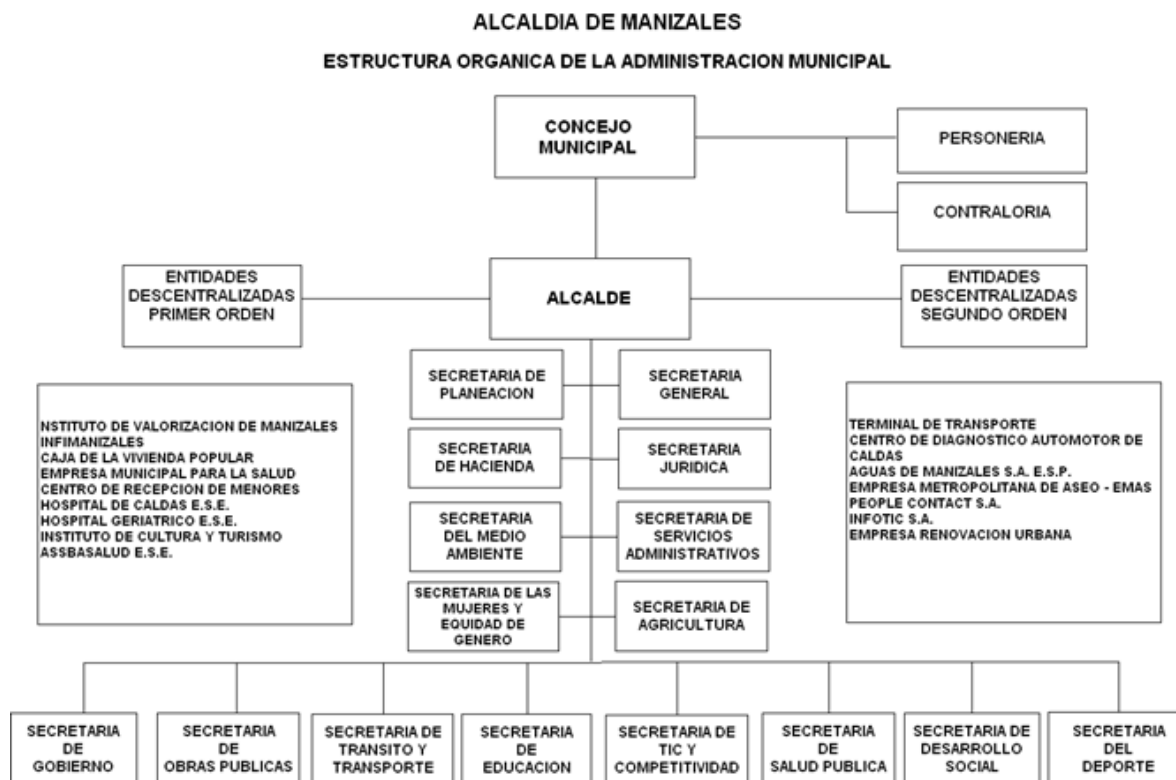 ALCALDIA DE MANIZALES
ESTRUCTURA ORGANICA DE LA ADMINISTRACION MUNICIPAL
CONCEJO
MUNICIPAL
PERSONERIA
CONTRALORIA
ENTIDADES
DESCENTRALIZADAS
PRIMER ORDEN
ALCALDE
ENTIDADES
DESCENTRALIZADAS
SEGUNDO ORDEN
SECRETARIA DE
PLANEACION
SECRETARIA
GENERAL
NSTITUTO DE VALORIZACION DE MANIZALES
INFIMANIZALES
CAJA DE LA VIVIENDA POPULAR
EMPRESA MUNICIPAL PARA LA SALUD
CENTRO DE RECEPCION DE MENORES
HOSPITAL DE CALDAS E.S.E.
HOSPITAL GERIATRICO E.S.E.
INSTITUTO DE CULTURA Y TURISMO
ASSBASALUD E.S.E.
SECRETARIA
DE HACIENDA
SECRETARIA
JURIDICA
TERMINAL DE TRANSPORTE
CENTRO DE DIAGNOSTICO AUTOMOTOR DE
CALDAS
AGUAS DE MANIZALES S.A. E.S.P.
EMPRESA METROPOLITANA DE ASEO - EMAS
PEOPLE CONTACT S.A.
INFOTIC S.A.
EMPRESA RENOVACION URBANA
SECRETARIA
DEL MEDIO
AMBIENTE
SECRETARIA DE
SERVICIOS
ADMINISTRATIVOS
SECRETARIA DE LAS
MUJERES Y
EQUIDAD DE
GENERO
SECRETARIA DE
AGRICULTURA
SECRETARIA
DE
GOBIERNO
SECRETARIA
DE
OBRAS PUBLICAS
SECRETARIA DE
TRANSITO Y
TRANSPORTE
SECRETARIA
DE
EDUCACION
SECRETARIA
DE TIC Y
COMPETITIVIDAD
SECRETARIA
DE
SALUD PUBLICA
SECRETARIA DE
DESARROLLO
SOCIAL
SECRETARIA
DEL
DEPORTE